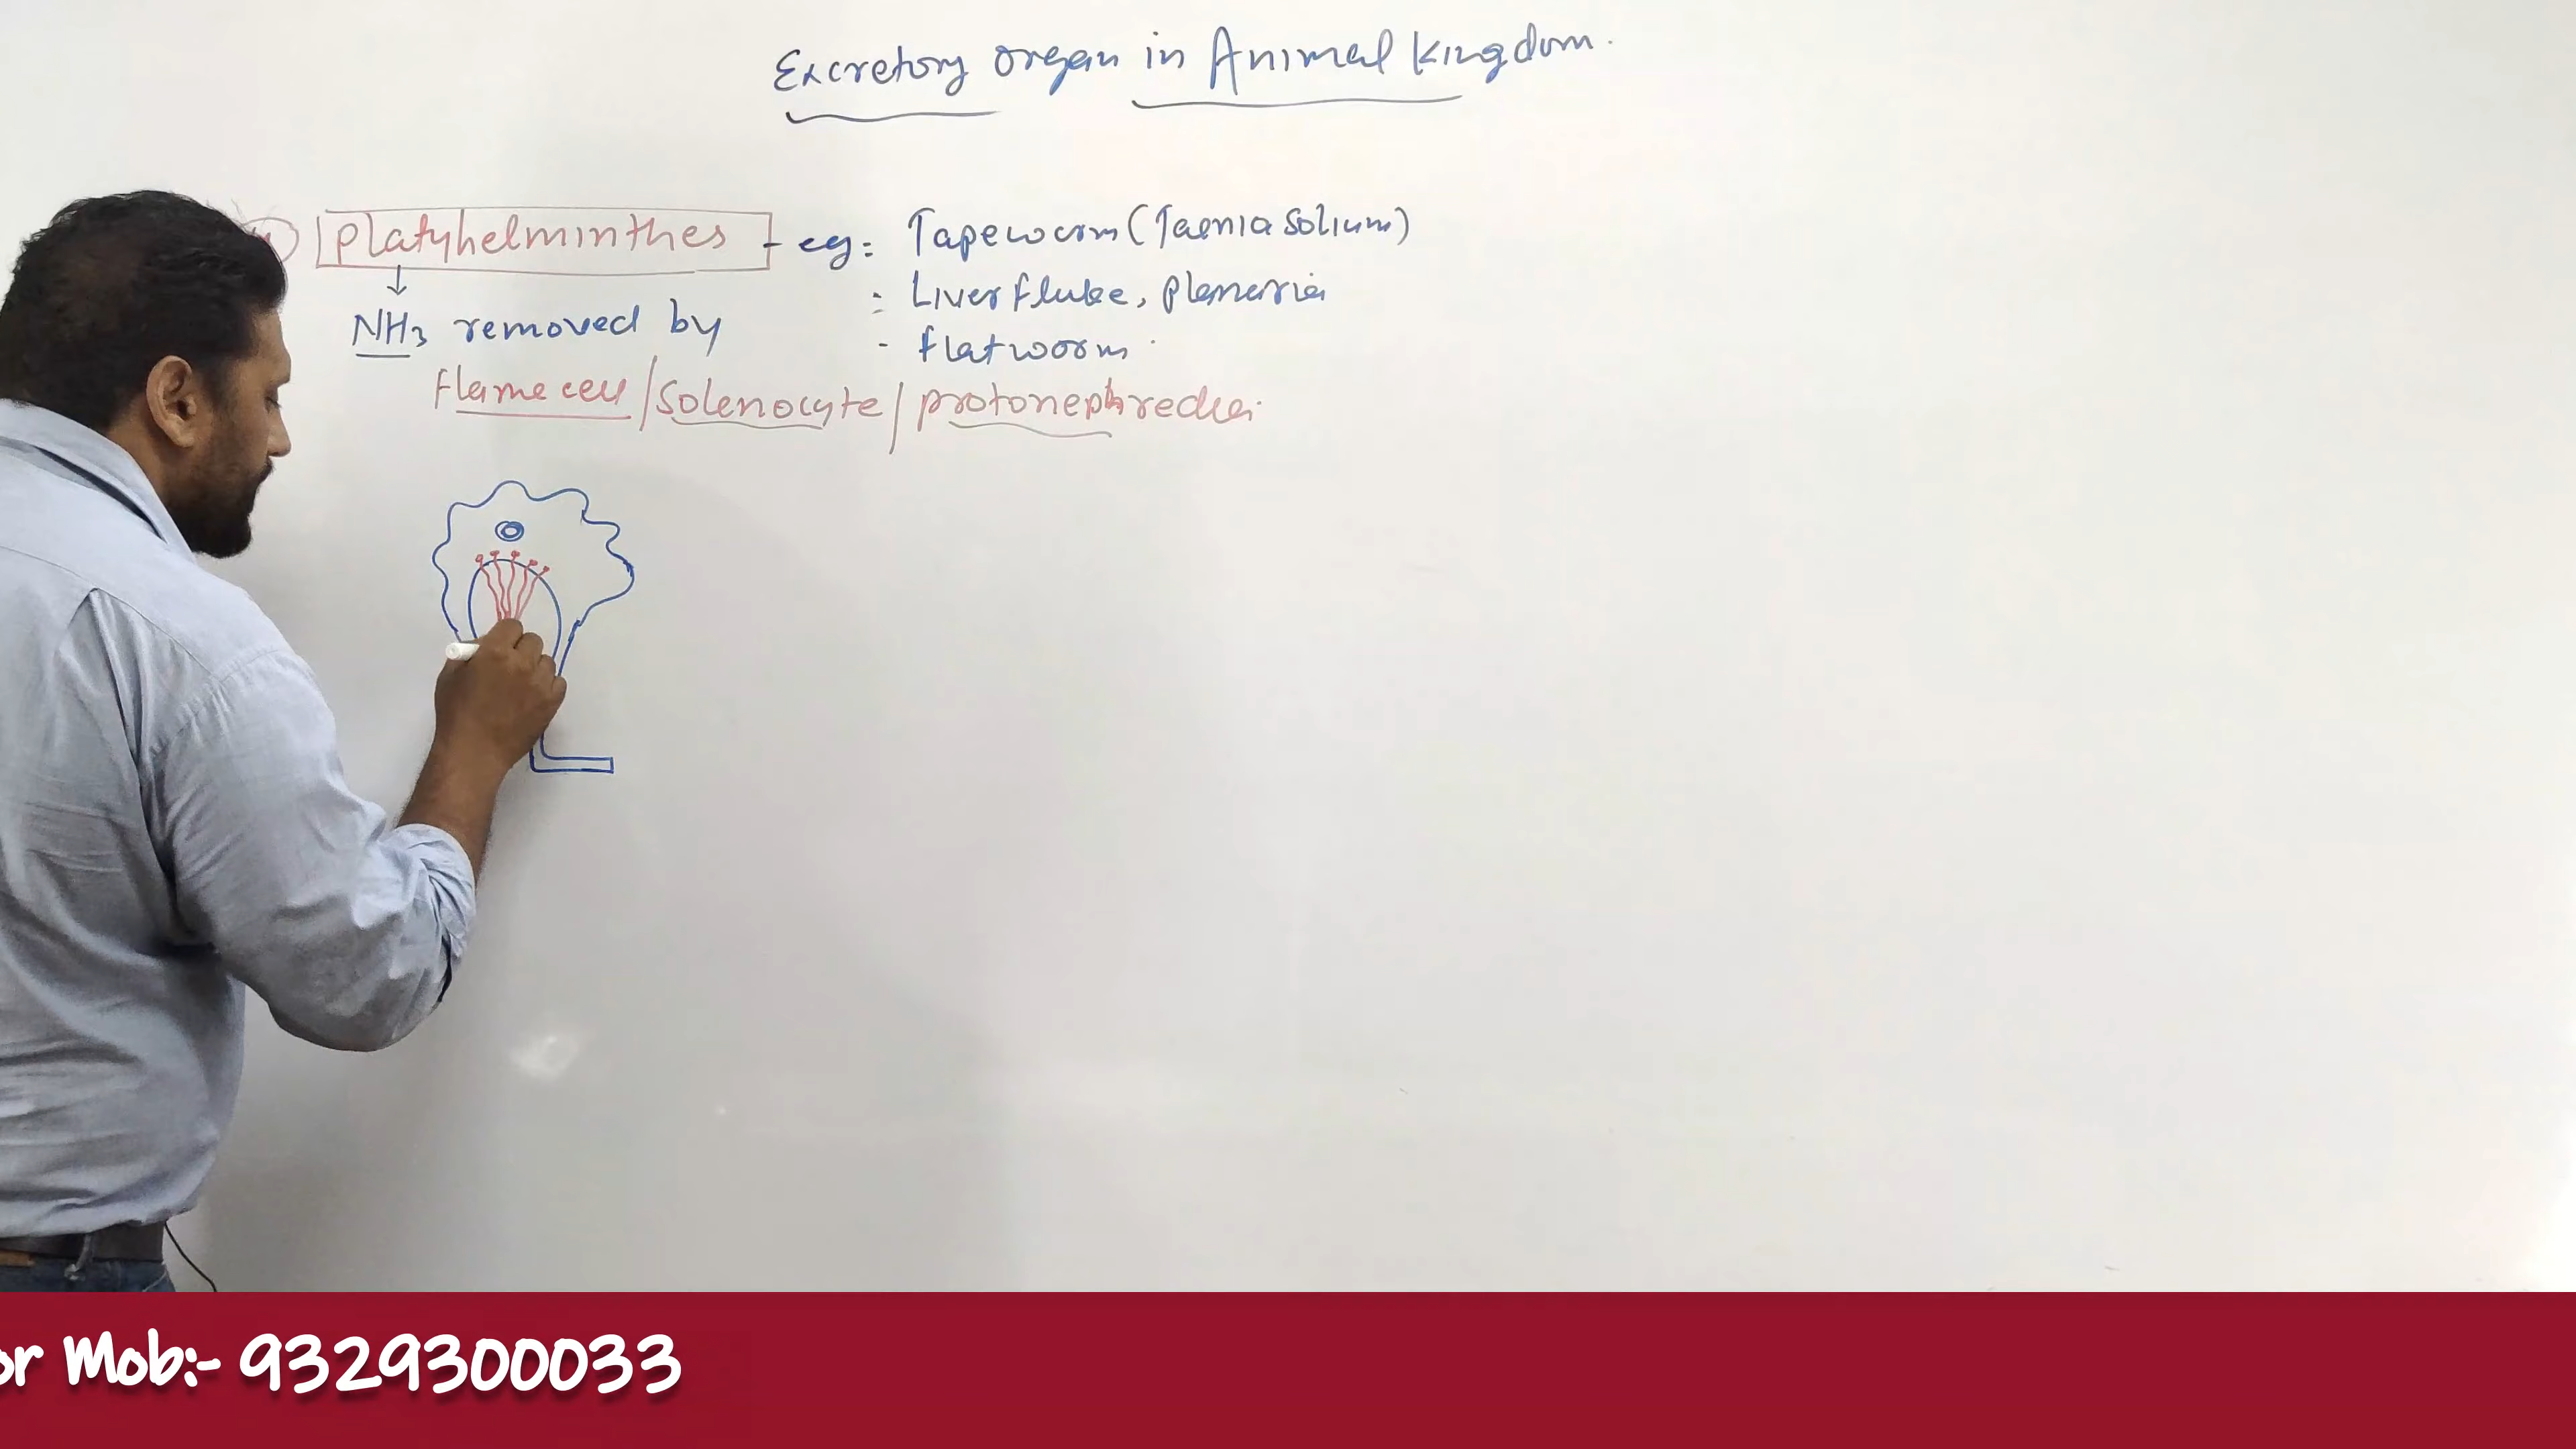 Excretory organ in Animal Kingdom.
Platyhelminthes - eg: Tapeworm (Taenia Solium)
: Liver fluke, planaria
- flatworm.
NH3 removed by
Flame cell / Solenocyte / protonephredia.
or Mob:- 9329300033